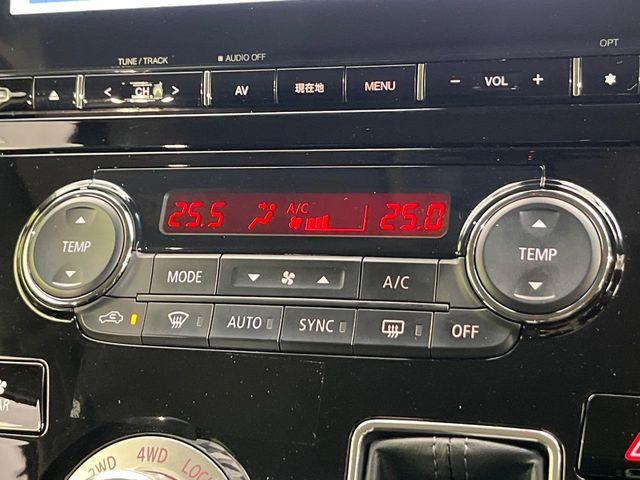 OPT
TUNE / TRACK
AUDIO OFF
< CH > AV 現在地 MENU - VOL +
25.5 A/C 25.0
TEMP
TEMP
MODE A/C
AUTO SYNC OFF
2WD 4WD LOCK